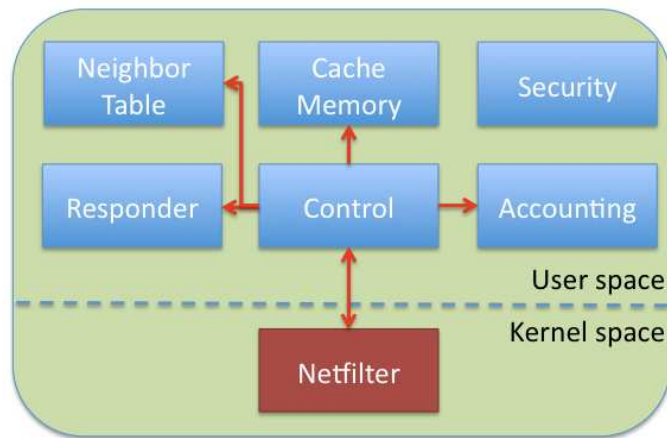 Neighbor
Table
Cache
Memory
Security
Responder
Control
Accounting
User space
Kernel space
Netfilter